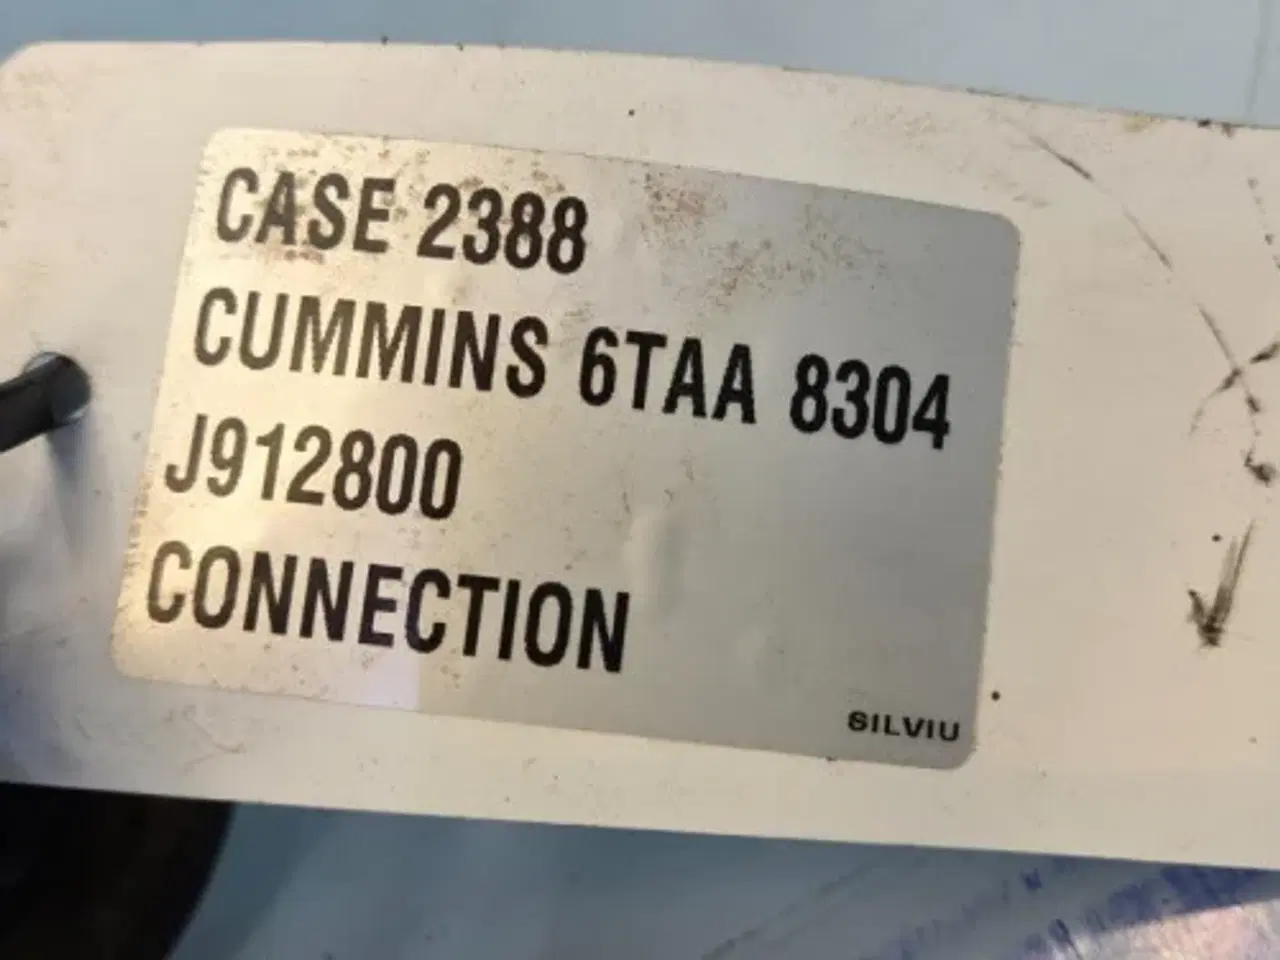 CASE 2388
CUMMINS 6TAA 8304
J912800
CONNECTION
SILVIU